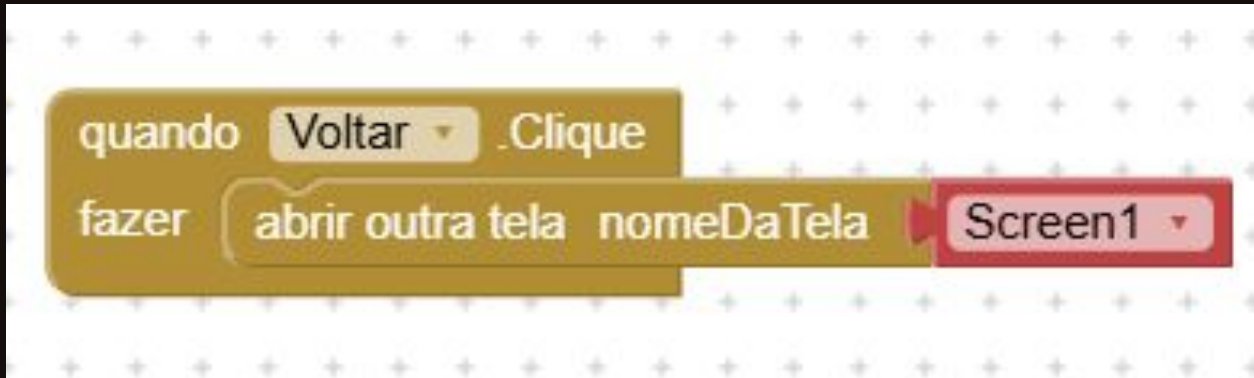 quando Voltar .Clique
fazer abrir outra tela nomeDaTela Screen1